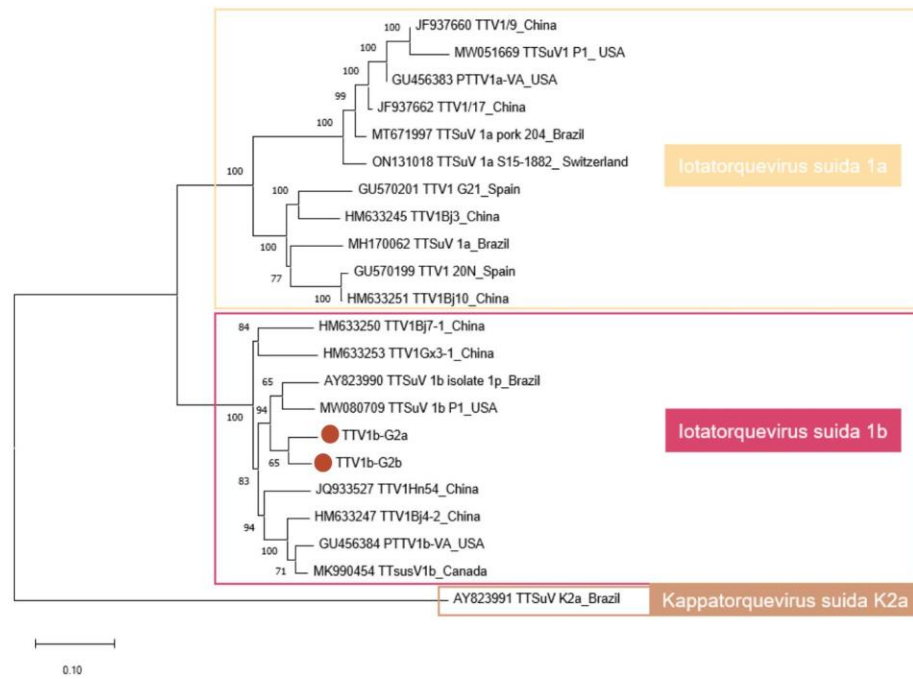 100
JF937660 TTV1/9_China
100
MW051669 TTSuV1 P1_ USA
100
GU456383 PTTV1a-VA_USA
99
JF937662 TTV1/17_China
100
MT671997 TTSuV 1a pork 204_Brazil
100
ON131018 TTSuV 1a S15-1882_ Switzerland
Iotatorquevirus suida 1a
100
GU570201 TTV1 G21_Spain
HM633245 TTV1Bj3_China
100
MH170062 TTSuV 1a_Brazil
77
GU570199 TTV1 20N_Spain
100
HM633251 TTV1Bj10_China
84
HM633250 TTV1Bj7-1_China
HM633253 TTV1Gx3-1_China
65
AY823990 TTSuV 1b isolate 1p_Brazil
94
MW080709 TTSuV 1b P1_USA
100
TTV1b-G2a
Iotatorquevirus suida 1b
65
TTV1b-G2b
83
JQ933527 TTV1Hn54_China
94
HM633247 TTV1Bj4-2_China
100
GU456384 PTTV1b-VA_USA
71
MK990454 TTsusV1b_Canada
AY823991 TTSuV K2a_Brazil
Kappatorquevirus suida K2a
0.10